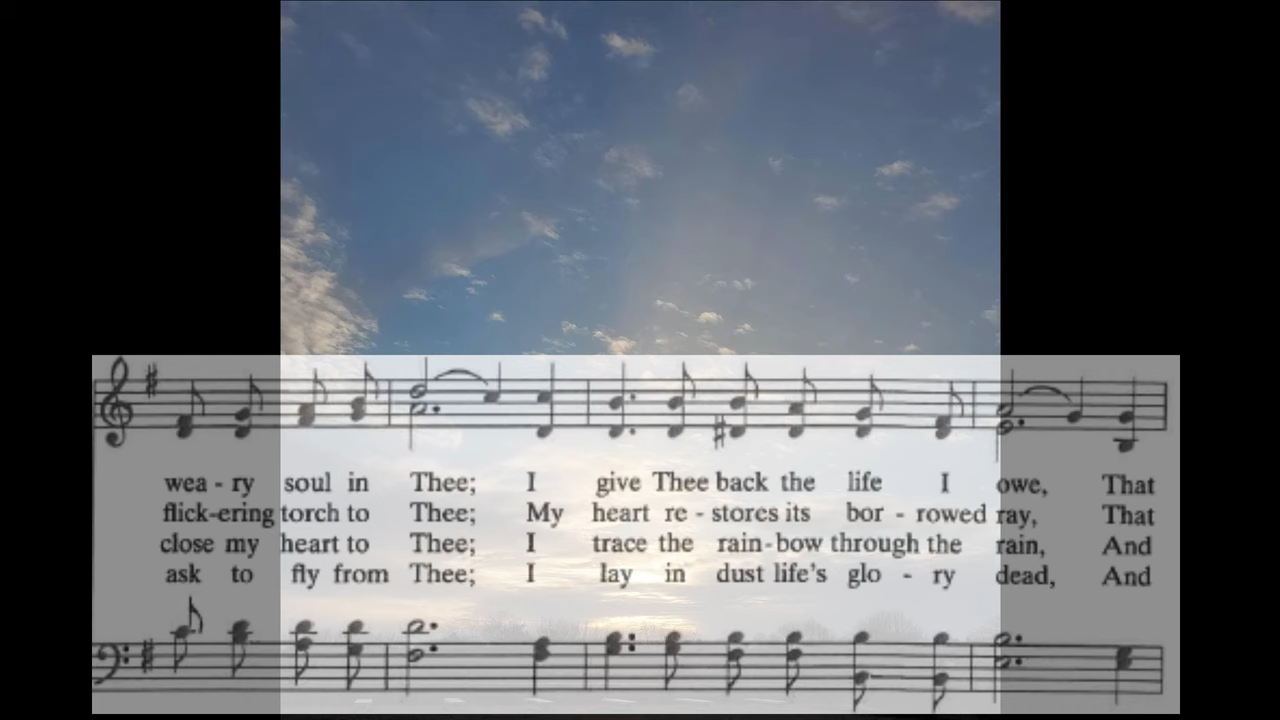 wea - ry soul in Thee; I give Thee back the life I owe, That
flick-ering torch to Thee; My heart re - stores its bor - rowed ray, That
close my heart to Thee; I trace the rain-bow through the rain, And
ask to fly from Thee; I lay in dust life's glo - ry dead, And